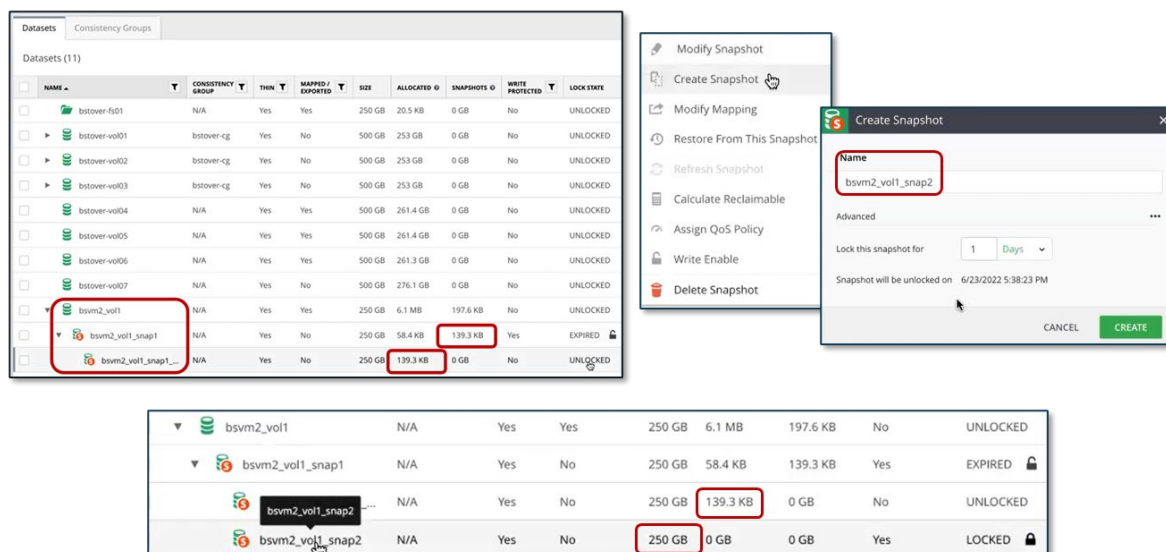 Datasets Consistency Groups
Datasets (11)
NAME CONSISTENCY GROUP THIN MAPPED / EXPORTED SIZE ALLOCATED SNAPSHOTS WRITE PROTECTED LOCK STATE
bstover-fs01 N/A Yes Yes 250 GB 20.5 KB 0 GB No UNLOCKED
bstover-vol01 bstover-cg Yes No 500 GB 253 GB 0 GB No UNLOCKED
bstover-vol02 bstover-cg Yes No 500 GB 253 GB 0 GB No UNLOCKED
bstover-vol03 bstover-cg Yes No 500 GB 253 GB 0 GB No UNLOCKED
bstover-vol04 N/A Yes Yes 500 GB 261.4 GB 0 GB No UNLOCKED
bstover-vol05 N/A Yes Yes 500 GB 261.4 GB 0 GB No UNLOCKED
bstover-vol06 N/A Yes Yes 500 GB 261.3 GB 0 GB No UNLOCKED
bstover-vol07 N/A Yes Yes 500 GB 276.1 GB 0 GB No UNLOCKED
bsvm2_vol1 N/A Yes Yes 250 GB 6.1 MB 197.6 KB No UNLOCKED
bsvm2_vol1_snap1 N/A Yes No 250 GB 58.4 KB 139.3 KB Yes EXPIRED
bsvm2_vol1_snap1_... N/A Yes No 250 GB 139.3 KB 0 GB No UNLOCKED
Modify Snapshot
Create Snapshot
Modify Mapping
Restore From This Snapshot
Refresh Snapshot
Calculate Reclaimable
Assign QoS Policy
Write Enable
Delete Snapshot
Create Snapshot
Name
bsvm2_vol1_snap2
Advanced
Lock this snapshot for 1 Days
Snapshot will be unlocked on 6/23/2022 5:38:23 PM
CANCEL CREATE
bsvm2_vol1 N/A Yes Yes 250 GB 6.1 MB 197.6 KB No UNLOCKED
bsvm2_vol1_snap1 N/A Yes No 250 GB 58.4 KB 139.3 KB Yes EXPIRED
... N/A Yes No 250 GB 139.3 KB 0 GB No UNLOCKED
bsvm2_vol1_snap2
bsvm2_vol1_snap2 N/A Yes No 250 GB 0 GB 0 GB Yes LOCKED